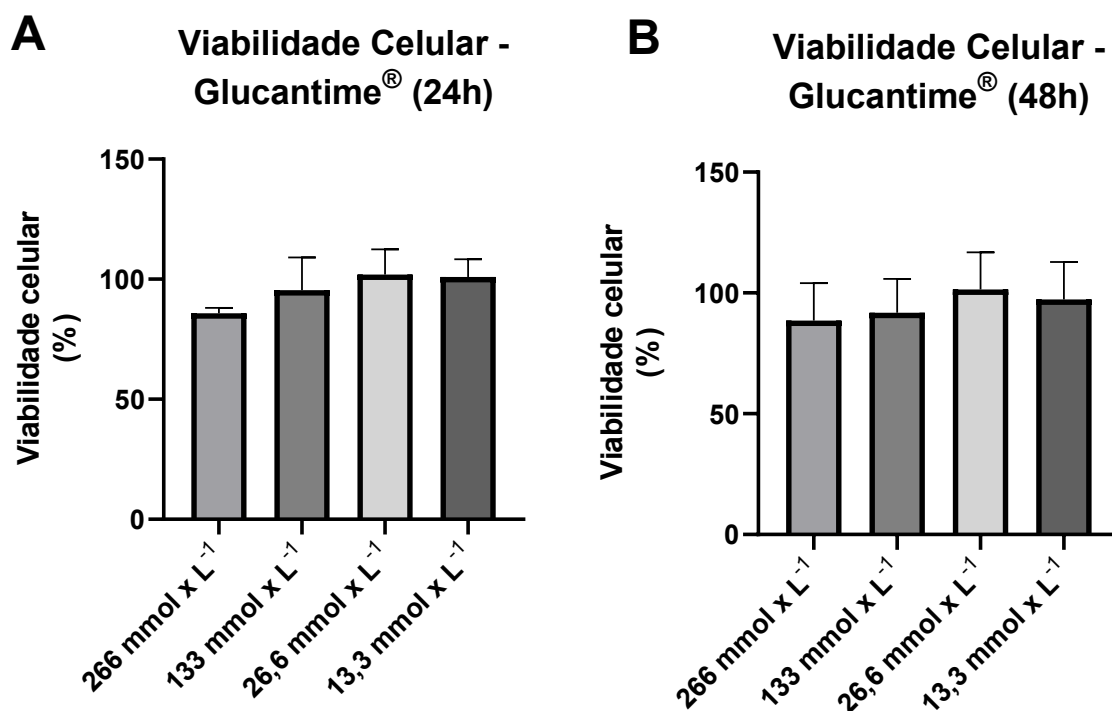 A
Viabilidade Celular -
Glucantime® (24h)
Viabilidade celular
(%)
150
100
50
0
266 mmol x L⁻¹
133 mmol x L⁻¹
26,6 mmol x L⁻¹
13,3 mmol x L⁻¹
B
Viabilidade Celular -
Glucantime® (48h)
Viabilidade celular
(%)
150
100
50
0
266 mmol x L⁻¹
133 mmol x L⁻¹
26,6 mmol x L⁻¹
13,3 mmol x L⁻¹